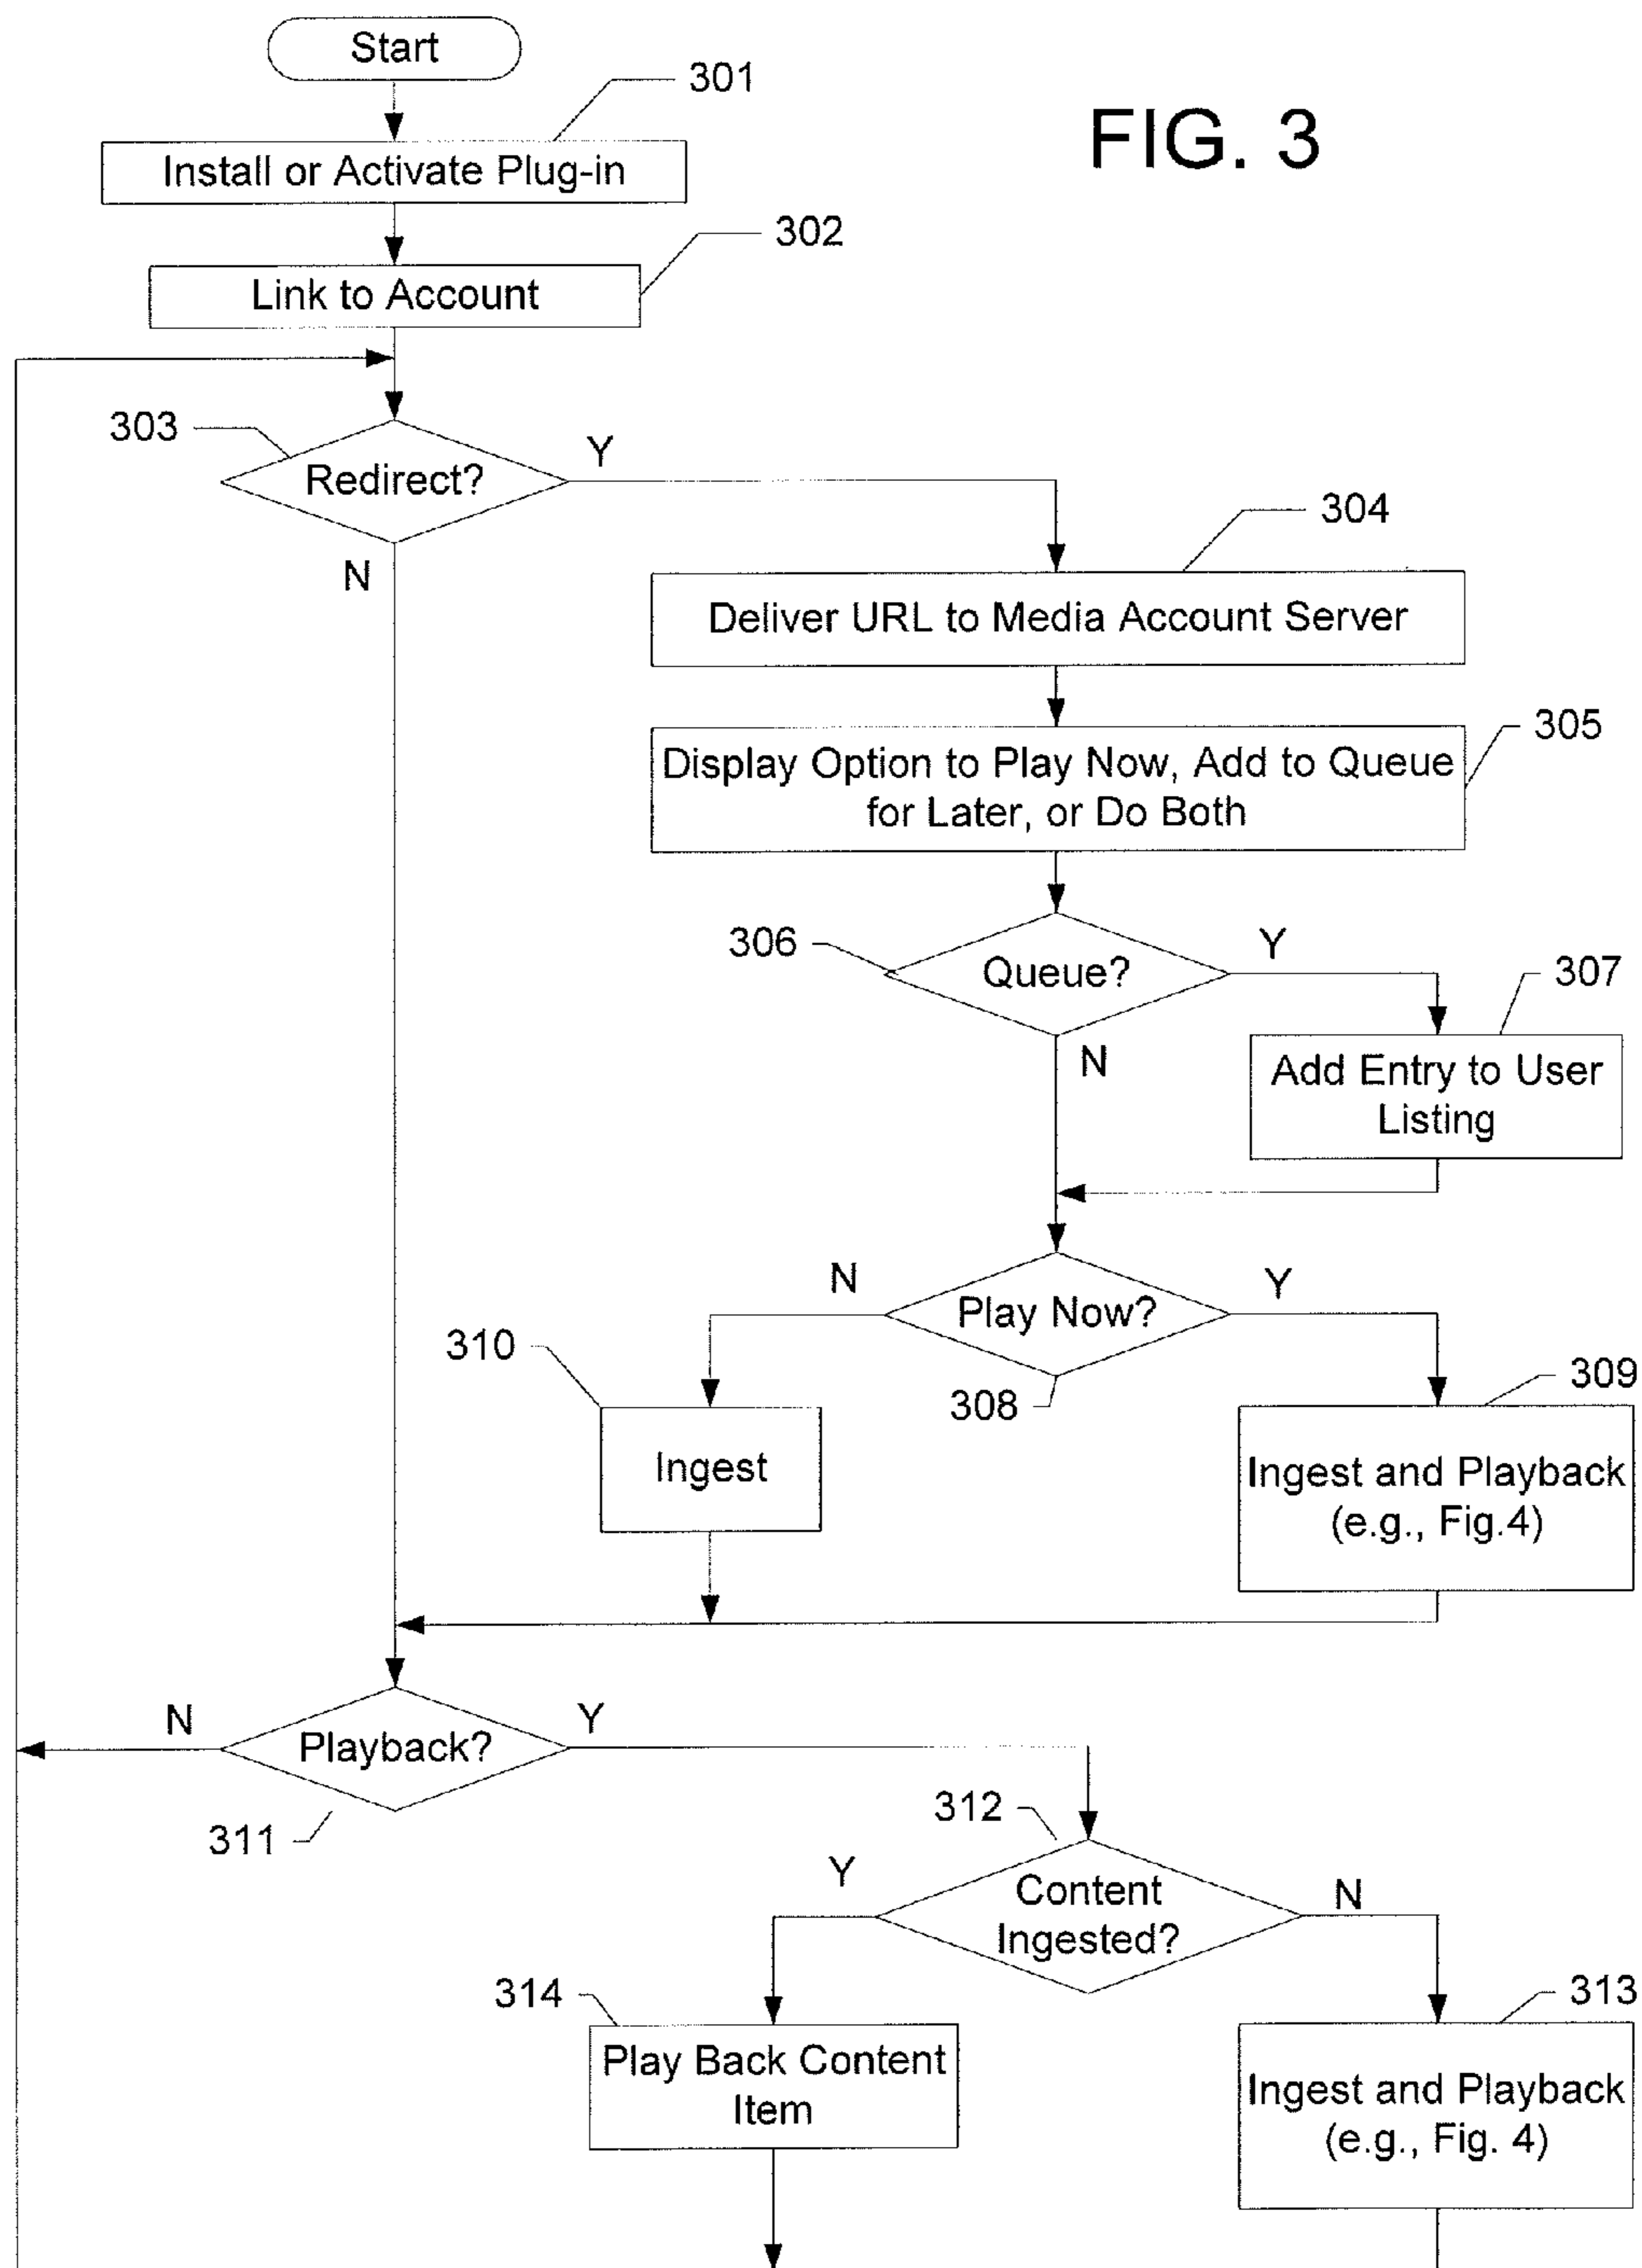 Start
301
FIG. 3
Install or Activate Plug-in
302
Link to Account
303
Redirect?
Y
N
304
Deliver URL to Media Account Server
305
Display Option to Play Now, Add to Queue
for Later, or Do Both
306
Queue?
Y
N
307
Add Entry to User
Listing
N
Play Now?
Y
308
310
Ingest
309
Ingest and Playback
(e.g., Fig.4)
N
Playback?
Y
311
312
Y
Content
Ingested?
N
314
Play Back Content
Item
313
Ingest and Playback
(e.g., Fig. 4)